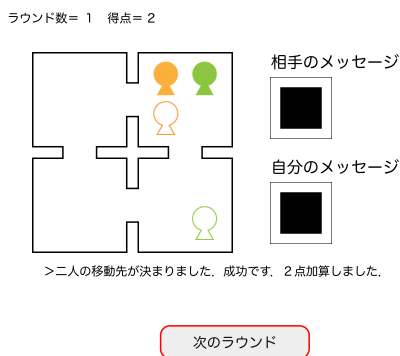 ラウンド数= 1 得点= 2
相手のメッセージ
自分のメッセージ
＞二人の移動先が決まりました．成功です．２点加算しました．
次のラウンド